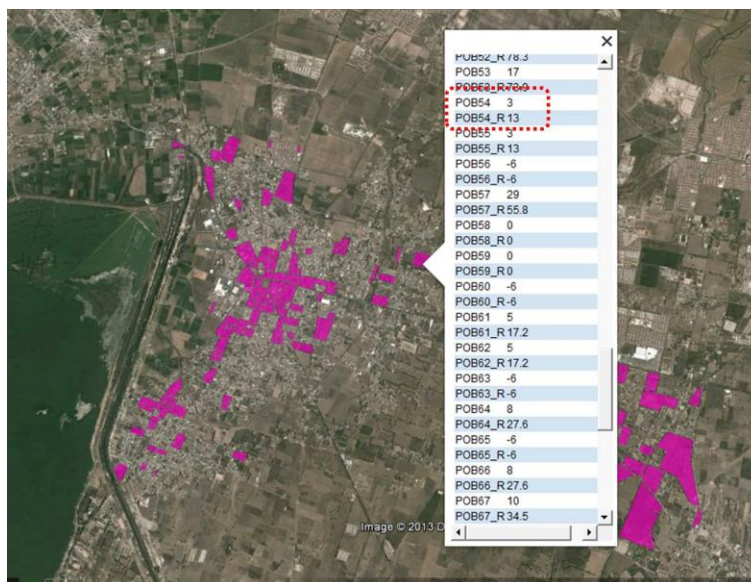 POB52_R 78.3
POB53 17
POB53_R 73.9
POB54 3
POB54_R 13
POB55 3
POB55_R 13
POB56 -6
POB56_R -6
POB57 29
POB57_R 55.8
POB58 0
POB58_R 0
POB59 0
POB59_R 0
POB60 -6
POB60_R -6
POB61 5
POB61_R 17.2
POB62 5
POB62_R 17.2
POB63 -6
POB63_R -6
POB64 8
POB64_R 27.6
POB65 -6
POB65_R -6
POB66 8
POB66_R 27.6
POB67 10
POB67_R 34.5
Image © 2013 D